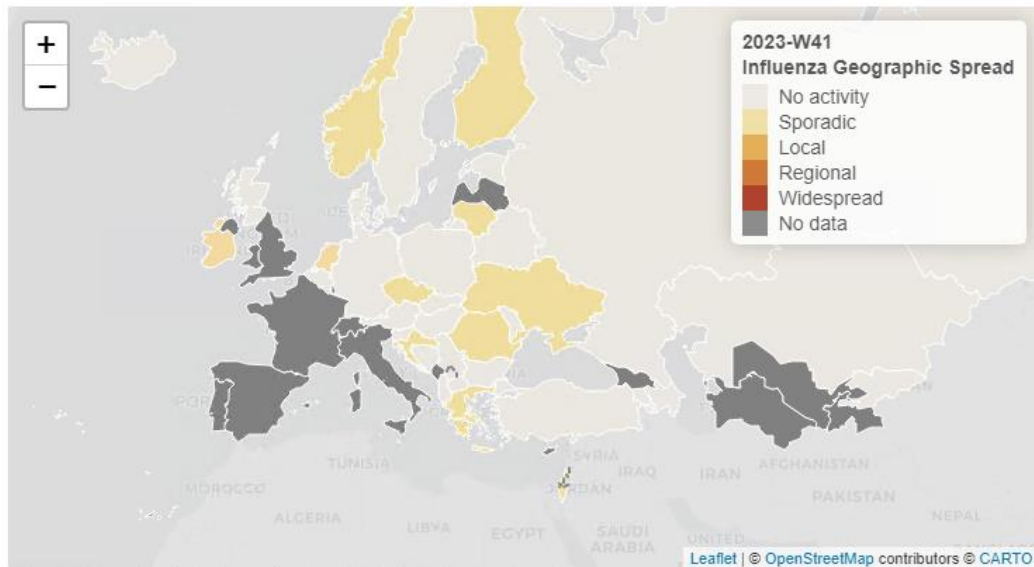 +
−
2023-W41
Influenza Geographic Spread
No activity
Sporadic
Local
Regional
Widespread
No data
TUNISIA
SYRIA
IRAQ
IRAN
AFGHANISTAN
MOROCCO
JORDAN
PAKISTAN
ALGERIA
LIBYA
EGYPT
SAUDI
ARABIA
NEPAL
UNITED
Leaflet | © OpenStreetMap contributors © CARTO